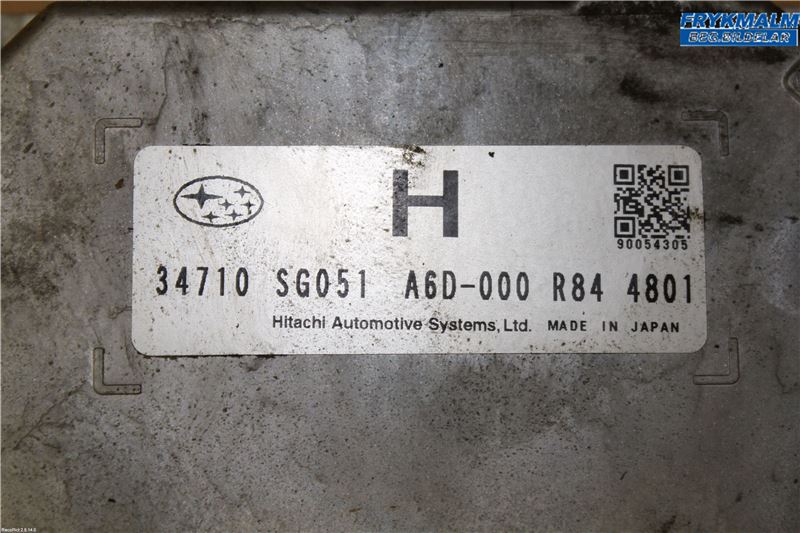 FRYKMALM
BEG.BILDELAR
H
90054305
34710 SG051 A6D-000 R84 4801
Hitachi Automotive Systems, Ltd. MADE IN JAPAN